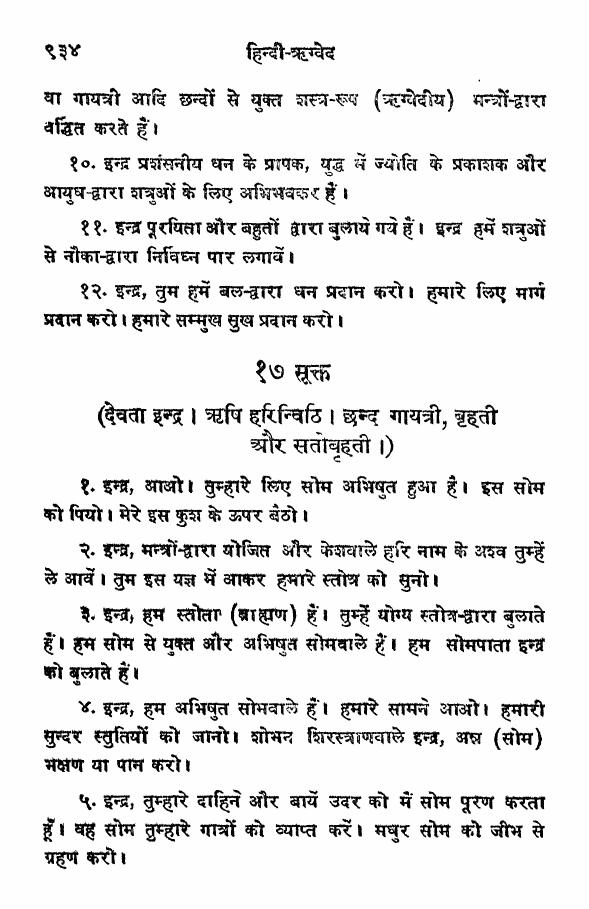 ९३४ हिन्दी-ऋग्वेद
वा गायत्री आदि छन्दों से युक्त शस्त्र-रूप (ऋग्वेदीय) मन्त्रों-द्वारा
वर्द्धित करते हैं।
१०. इन्द्र प्रशंसनीय धन के प्रापक, युद्ध में ज्योति के प्रकाशक और
आयुध-द्वारा शत्रुओं के लिए अभिभवकर हैं।
११. इन्द्र पूरयिता और बहुतों द्वारा बुलाये गये हैं। इन्द्र हमें शत्रुओं
से नौका-द्वारा निर्विघ्न पार लगावें।
१२. इन्द्र, तुम हमें बल-द्वारा धन प्रदान करो। हमारे लिए मार्ग
प्रदान करो। हमारे सम्मुख सुख प्रदान करो।
१७ सूक्त
(देवता इन्द्र। ऋषि हरिन्विठि। छन्द गायत्री, बृहती
और सतोबृहती।)
१. इन्द्र, आओ। तुम्हारे लिए सोम अभिषुत हुआ है। इस सोम
को पियो। मेरे इस कुश के ऊपर बैठो।
२. इन्द्र, मन्त्रों-द्वारा योजित और केशवाले हरि नाम के अश्व तुम्हें
ले आवें। तुम इस यज्ञ में आकर हमारे स्तोत्र को सुनो।
३. इन्द्र, हम स्तोता (ब्राह्मण) हैं। तुम्हें योग्य स्तोत्र-द्वारा बुलाते
हैं। हम सोम से युक्त और अभिषुत सोमवाले हैं। हम सोमपाता इन्द्र
को बुलाते हैं।
४. इन्द्र, हम अभिषुत सोमवाले हैं। हमारे सामने आओ। हमारी
सुन्दर स्तुतियों को जानो। शोभन शिरस्त्राणवाले इन्द्र, अन्न (सोम)
भक्षण या पान करो।
५. इन्द्र, तुम्हारे दाहिने और बायें उदर को मैं सोम पूरण करता
हूँ। वह सोम तुम्हारे गात्रों को व्याप्त करें। मधुर सोम को जीभ से
ग्रहण करो।